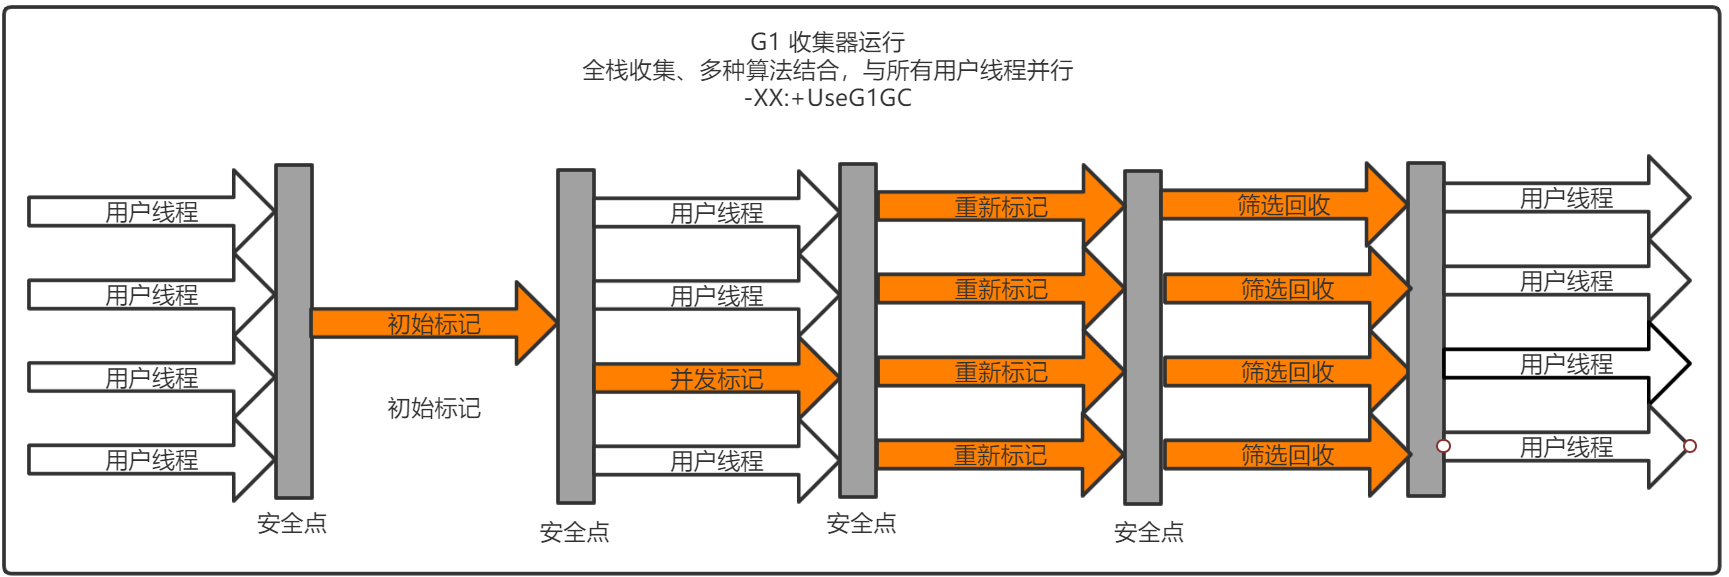 G1 收集器运行
全栈收集、多种算法结合，与所有用户线程并行
-XX:+UseG1GC
用户线程
用户线程
用户线程
用户线程
初始标记
初始标记
用户线程
用户线程
并发标记
用户线程
重新标记
重新标记
重新标记
重新标记
筛选回收
筛选回收
筛选回收
筛选回收
用户线程
用户线程
用户线程
用户线程
安全点
安全点
安全点
安全点